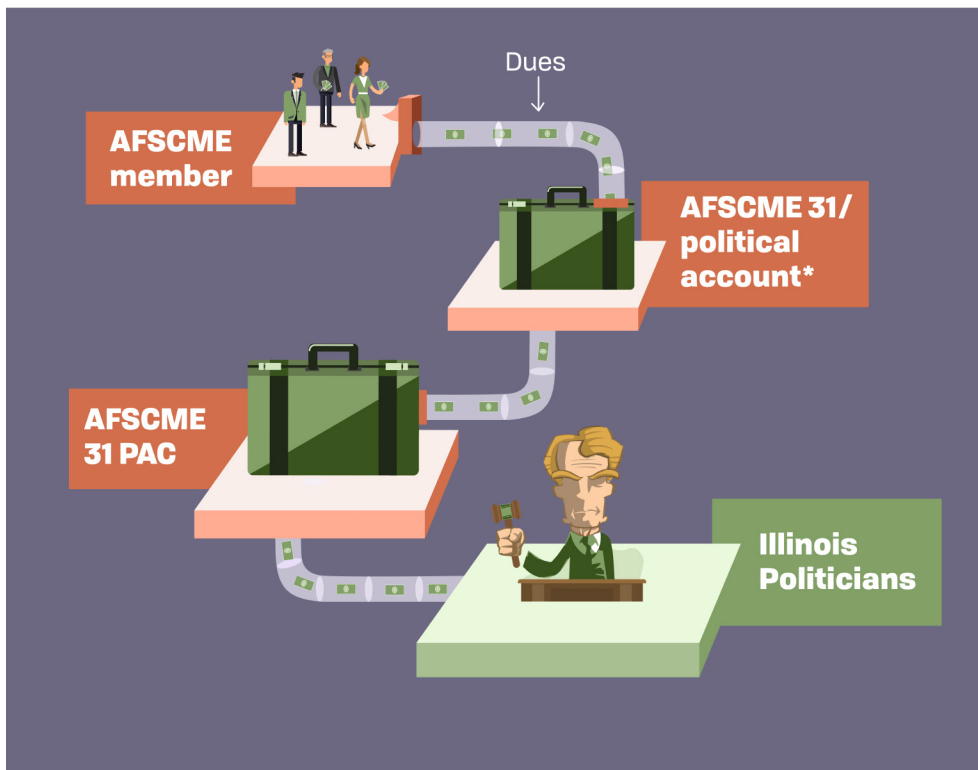 Dues
AFSCME
member
AFSCME 31/
political
account*
AFSCME
31 PAC
Illinois
Politicians